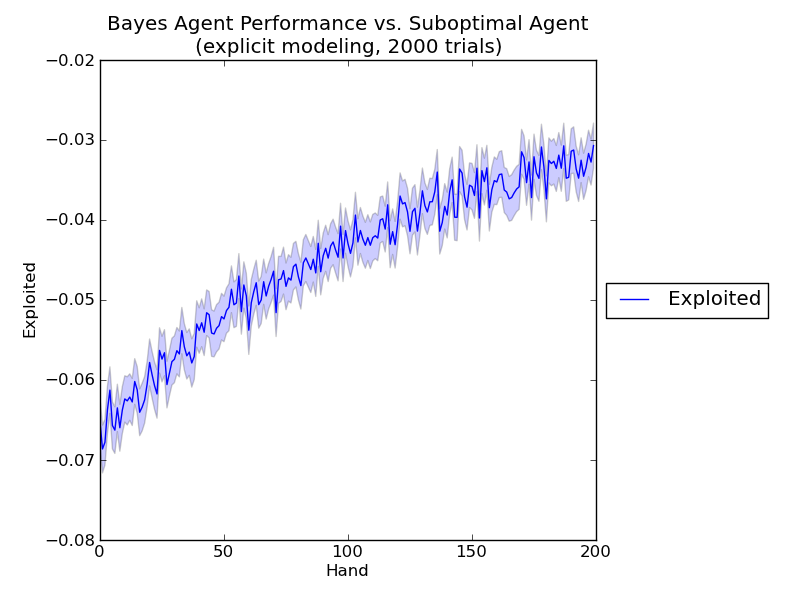 Bayes Agent Performance vs. Suboptimal Agent
(explicit modeling, 2000 trials)
−0.02
−0.03
−0.04
−0.05
−0.06
−0.07
−0.08
Exploited
0 50 100 150 200
Hand
Exploited